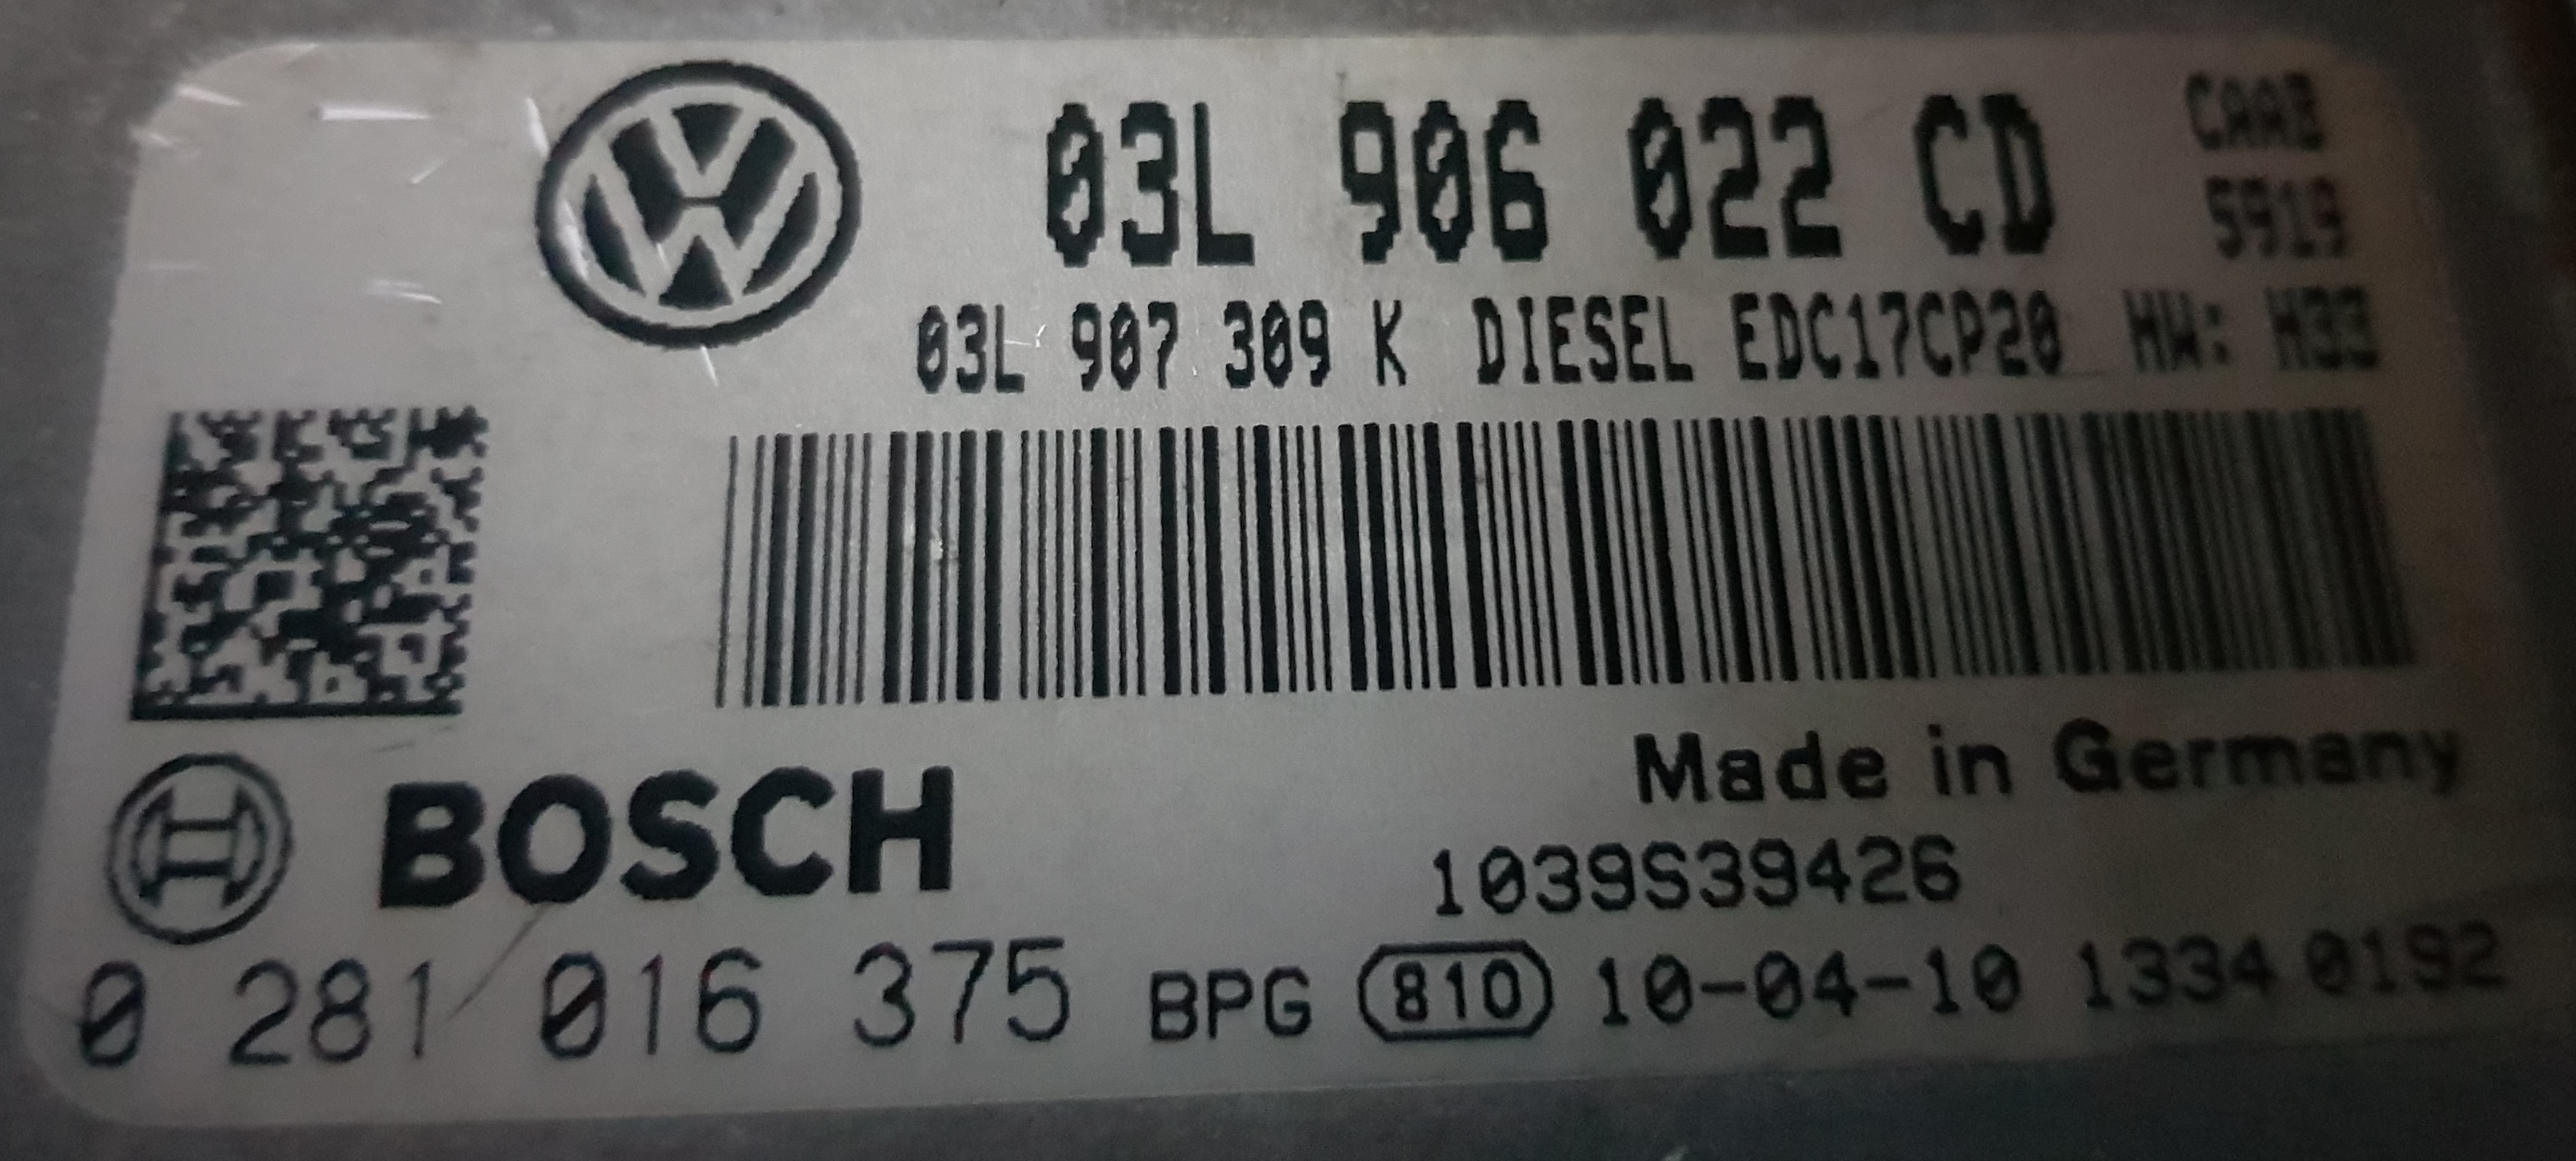 03L 906 022 CD CAAB
5919
03L 907 309 K DIESEL EDC17CP20 HW: H33
BOSCH
Made in Germany
1039S39426
0 281 016 375 BPG 810 10-04-10 1334 0192